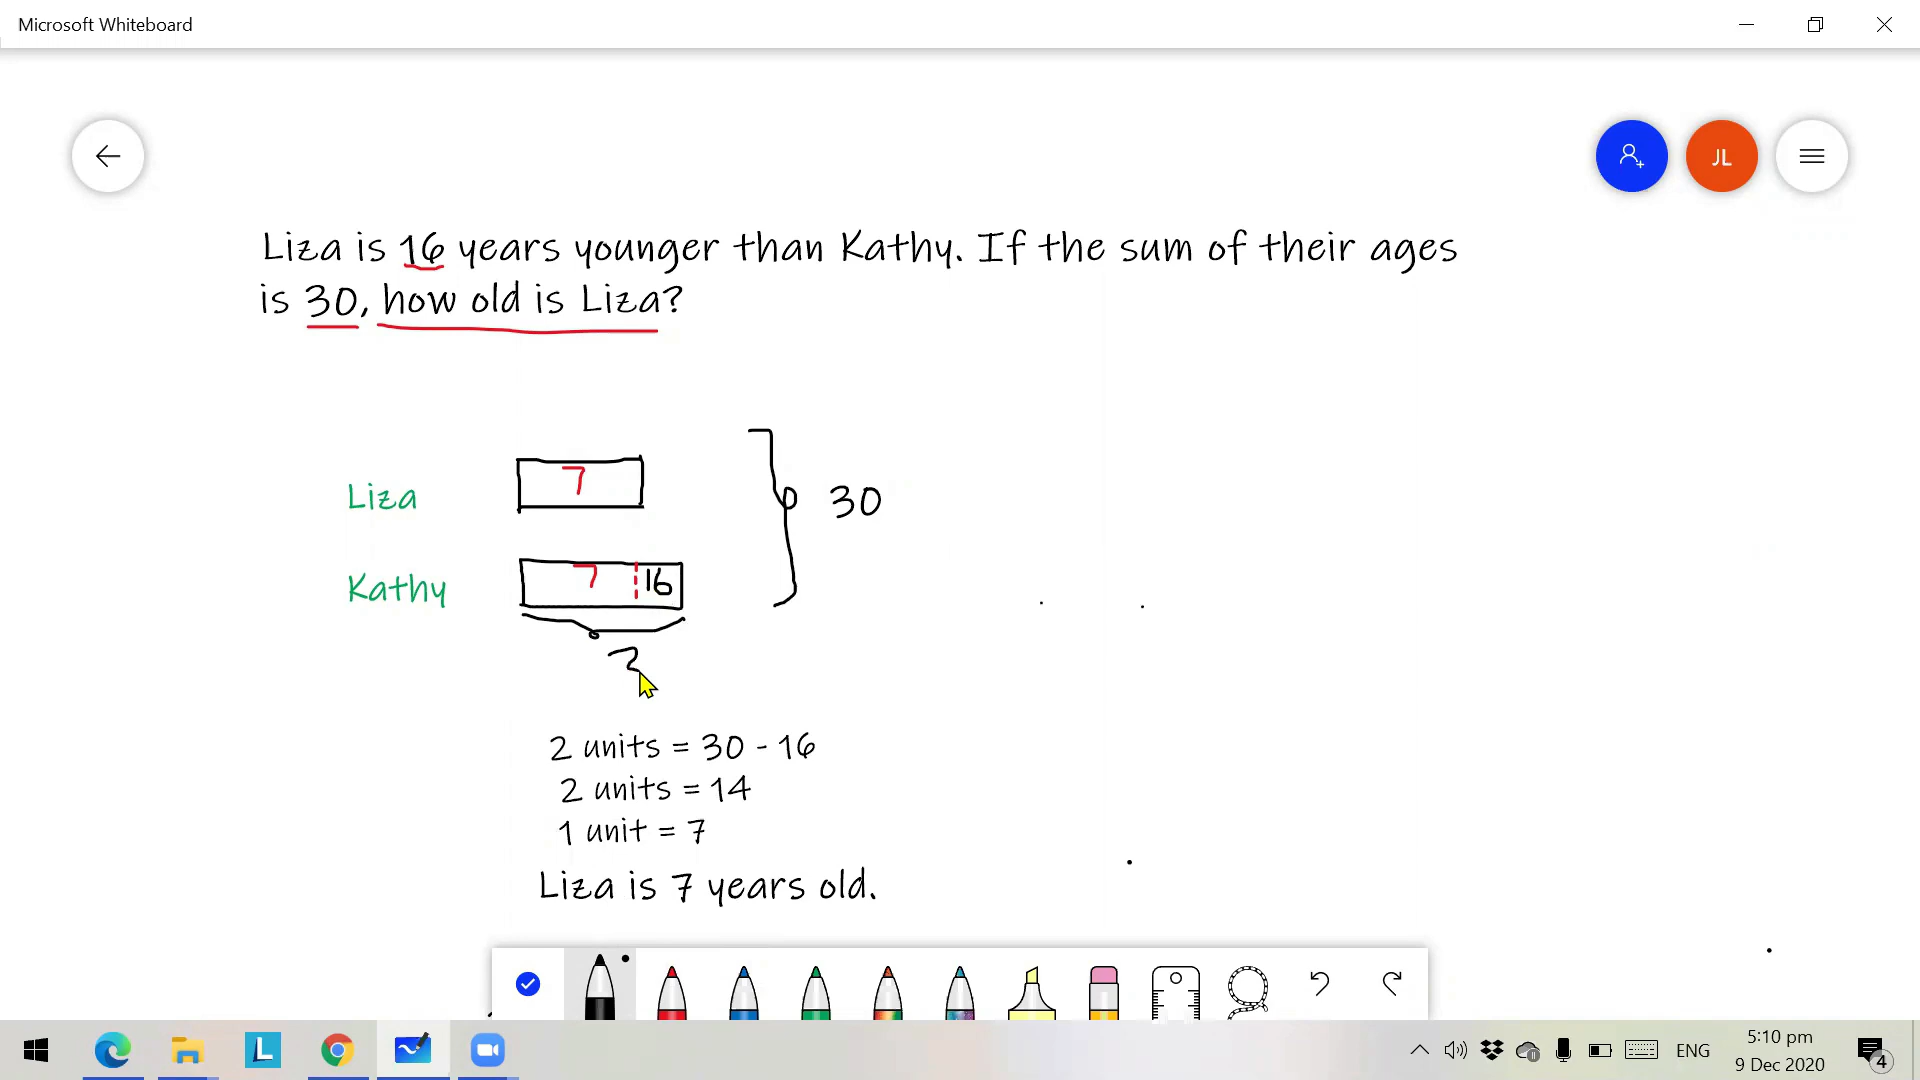 Microsoft Whiteboard
JL
Liza is 16 years younger than Kathy. If the sum of their ages
is 30, how old is Liza?
Liza 7
30
Kathy 7 16
?
2 units = 30 - 16
2 units = 14
1 unit = 7
Liza is 7 years old.
L
ENG
5:10 pm
9 Dec 2020
4